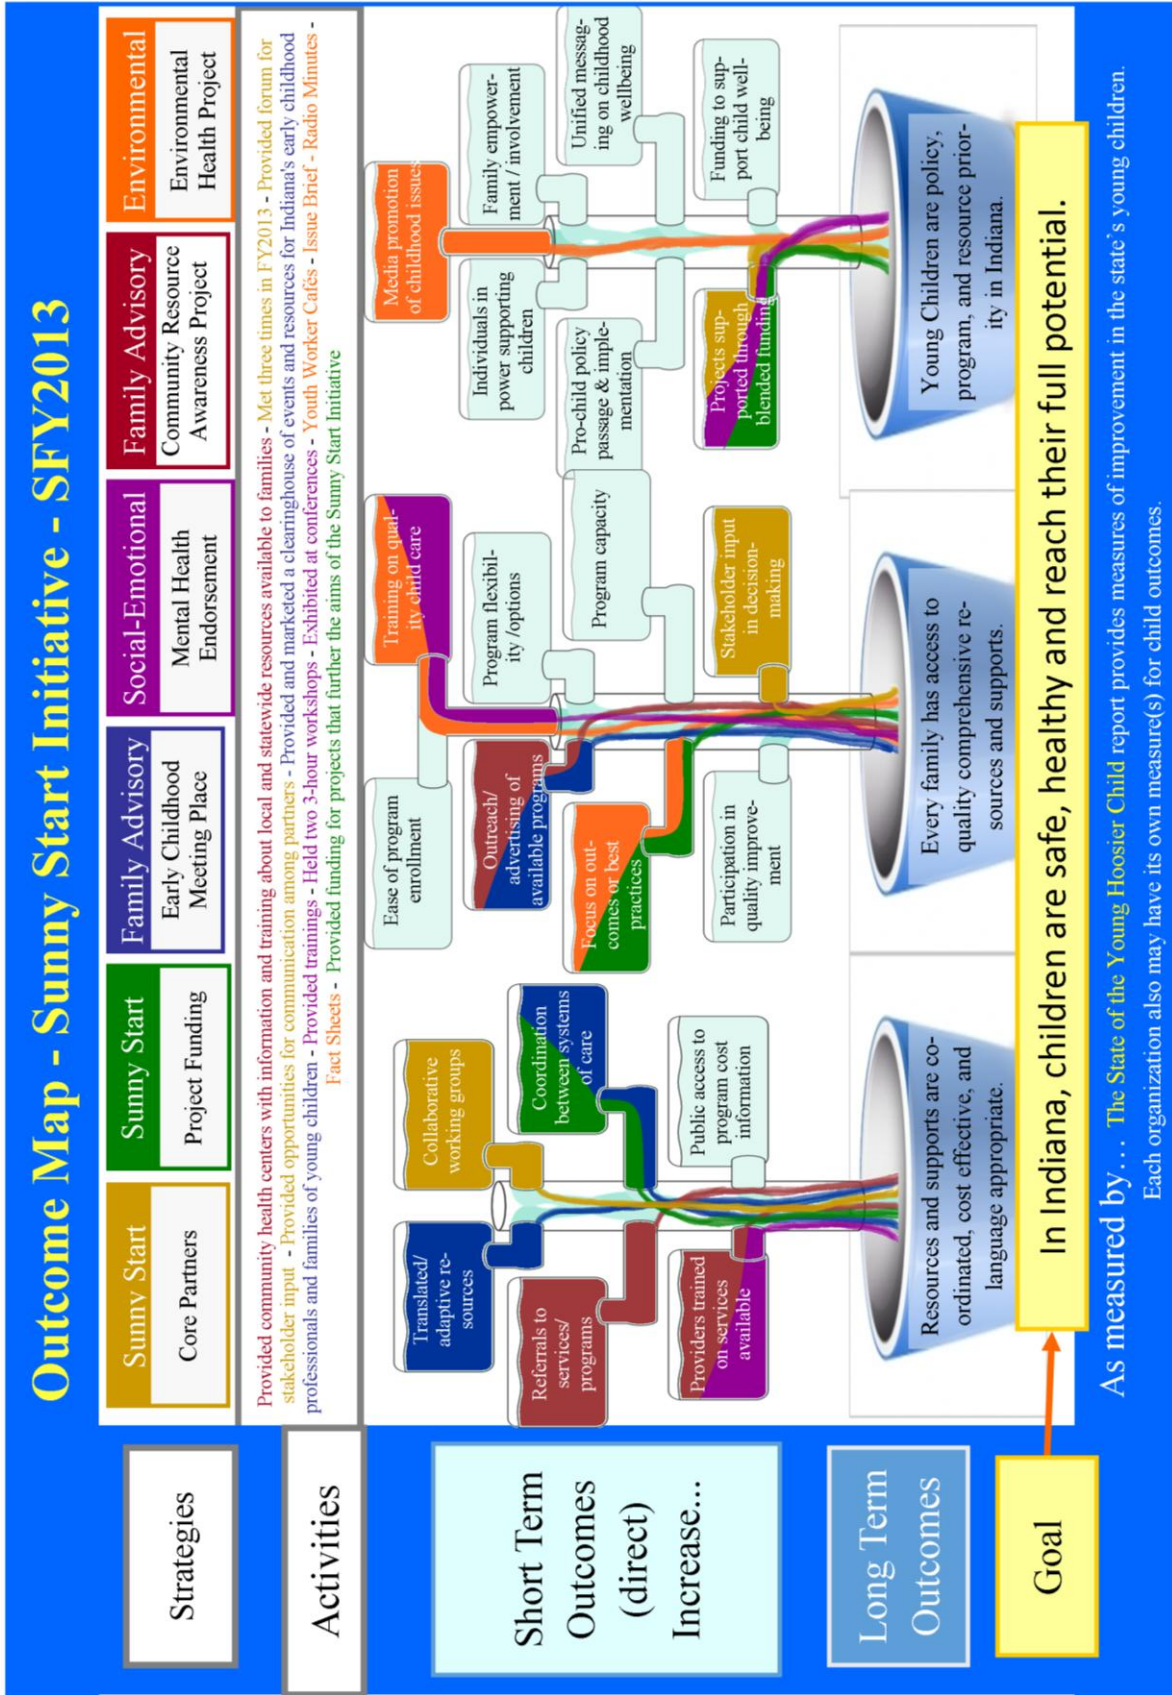 Outcome Map - Sunny Start Initiative - SFY2013
Strategies
Sunny Start
Core Partners
Sunny Start
Project Funding
Family Advisory
Early Childhood
Meeting Place
Social-Emotional
Mental Health
Endorsement
Family Advisory
Community Resource
Awareness Project
Environmental
Environmental
Health Project
Activities
Provided community health centers with information and training about local and statewide resources available to families - Met three times in FY2013 - Provided forum for
stakeholder input - Provided opportunities for communication among partners - Provided and marketed a clearinghouse of events and resources for Indiana's early childhood
professionals and families of young children - Provided trainings - Held two 3-hour workshops - Exhibited at conferences - Youth Worker Cafés - Issue Brief - Radio Minutes -
Fact Sheets - Provided funding for projects that further the aims of the Sunny Start Initiative
Short Term
Outcomes
(direct)
Increase...
Translated/
adaptive re-
sources
Collaborative
working groups
Referrals to
services/
programs
Coordination
between systems
of care
Providers trained
on services
available
Public access to
program cost
information
Ease of program
enrollment
Training on qual-
ity child care
Outreach/
advertising of
available programs
Program flexibil-
ity /options
Focus on out-
comes or best
practices
Program capacity
Participation in
quality improve-
ment
Stakeholder input
in decision-
making
Media promotion
of childhood issues
Individuals in
power supporting
children
Family empower-
ment / involvement
Pro-child policy
passage & imple-
mentation
Unified messag-
ing on childhood
wellbeing
Projects sup-
ported through
blended funding
Funding to sup-
port child well-
being
Long Term
Outcomes
Resources and supports are co-
ordinated, cost effective, and
language appropriate.
Every family has access to
quality comprehensive re-
sources and supports.
Young Children are policy,
program, and resource prior-
ity in Indiana.
Goal
In Indiana, children are safe, healthy and reach their full potential.
As measured by… The State of the Young Hoosier Child report provides measures of improvement in the state's young children.
Each organization also may have its own measure(s) for child outcomes.